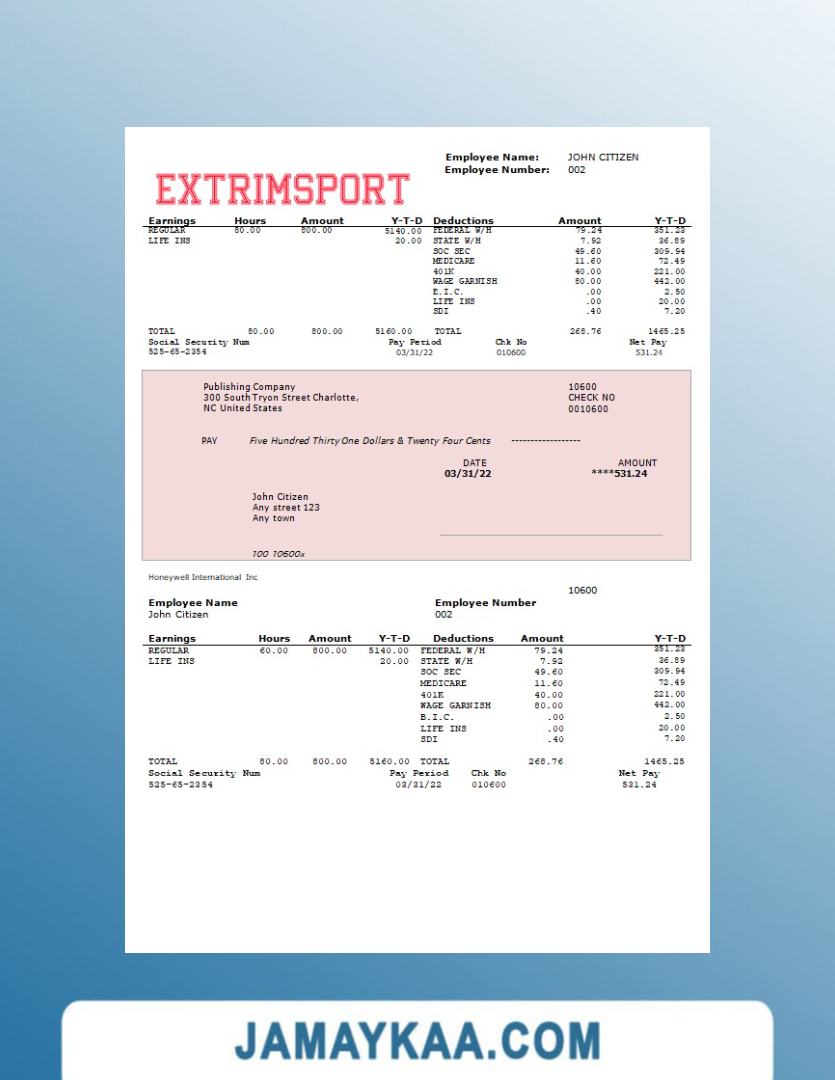 Employee Name: JOHN CITIZEN
Employee Number: 002
EXTRIMSPORT
Earnings Hours Amount Y-T-D Deductions Amount Y-T-D
REGULAR 80.00 800.00 5140.00 FEDERAL W/H 79.24 351.23
LIFE INS 20.00 STATE W/H 7.92 36.89
SOC SEC 49.60 309.94
MEDICARE 11.60 72.49
401K 40.00 221.00
WAGE GARNISH 80.00 442.00
E.I.C. .00 2.50
LIFE INS .00 20.00
SDI .40 7.20
TOTAL 80.00 800.00 5160.00 TOTAL 268.76 1465.25
Social Security Num Pay Period Chk No Net Pay
525-65-2354 03/31/22 010600 531.24
Publishing Company 10600
300 South Tryon Street Charlotte, CHECK NO
NC United States 0010600
PAY Five Hundred Thirty One Dollars & Twenty Four Cents ------------------
DATE AMOUNT
03/31/22 ****531.24
John Citizen
Any street 123
Any town
100 10600x
Honeywell International Inc
10600
Employee Name Employee Number
John Citizen 002
Earnings Hours Amount Y-T-D Deductions Amount Y-T-D
REGULAR 60.00 800.00 5140.00 FEDERAL W/H 79.24 351.23
LIFE INS 20.00 STATE W/H 7.92 36.89
SOC SEC 49.60 309.94
MEDICARE 11.60 72.49
401K 40.00 221.00
WAGE GARNISH 80.00 442.00
B.I.C. .00 2.50
LIFE INS .00 20.00
SDI .40 7.20
TOTAL 80.00 800.00 5160.00 TOTAL 268.76 1465.25
Social Security Num Pay Period Chk No Net Pay
525-65-2354 03/31/22 010600 531.24
JAMAYKAA.COM